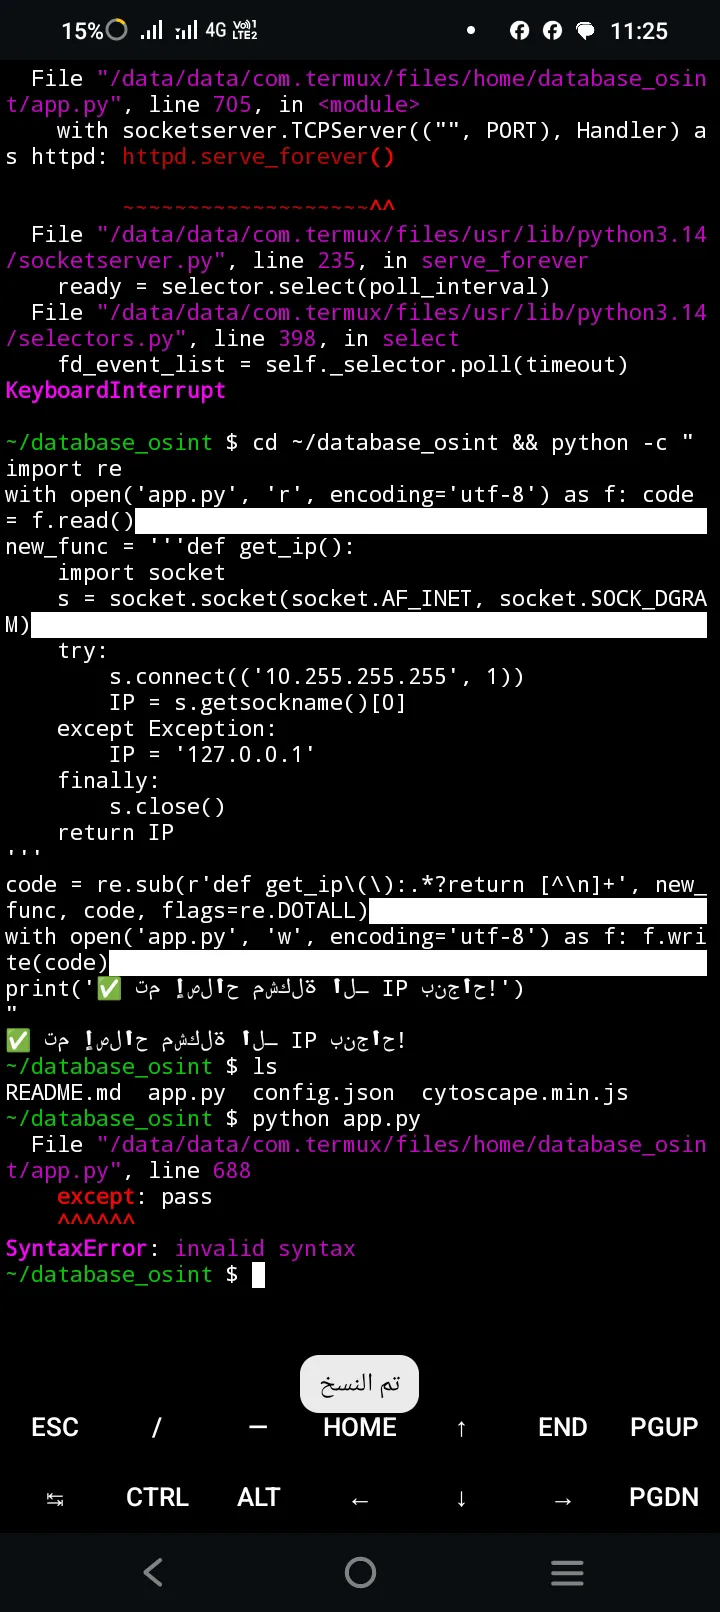 15% 4G Vo)) 1 LTE2 11:25
File "/data/data/com.termux/files/home/database_osin
t/app.py", line 705, in <module>
with socketserver.TCPServer(("", PORT), Handler) a
s httpd: httpd.serve_forever()
~~~~~~~~~~~~~~~~~~~^^
File "/data/data/com.termux/files/usr/lib/python3.14
/socketserver.py", line 235, in serve_forever
ready = selector.select(poll_interval)
File "/data/data/com.termux/files/usr/lib/python3.14
/selectors.py", line 398, in select
fd_event_list = self._selector.poll(timeout)
KeyboardInterrupt
~/database_osint $ cd ~/database_osint && python -c "
import re
with open('app.py', 'r', encoding='utf-8') as f: code
= f.read()
new_func = '''def get_ip():
import socket
s = socket.socket(socket.AF_INET, socket.SOCK_DGRA
M)
try:
s.connect(('10.255.255.255', 1))
IP = s.getsockname()[0]
except Exception:
IP = '127.0.0.1'
finally:
s.close()
return IP
'''
code = re.sub(r'def get_ip\(\):.*?return [^\n]+', new_
func, code, flags=re.DOTALL)
with open('app.py', 'w', encoding='utf-8') as f: f.wri
te(code)
print('✅ تم إصلاح مشكلة الـ IP بنجاح!')
"
✅ تم إصلاح مشكلة الـ IP بنجاح!
~/database_osint $ ls
README.md app.py config.json cytoscape.min.js
~/database_osint $ python app.py
File "/data/data/com.termux/files/home/database_osin
t/app.py", line 688
except: pass
^^^^^^
SyntaxError: invalid syntax
~/database_osint $
تم النسخ
ESC / — HOME ↑ END PGUP
↹ CTRL ALT ← ↓ → PGDN